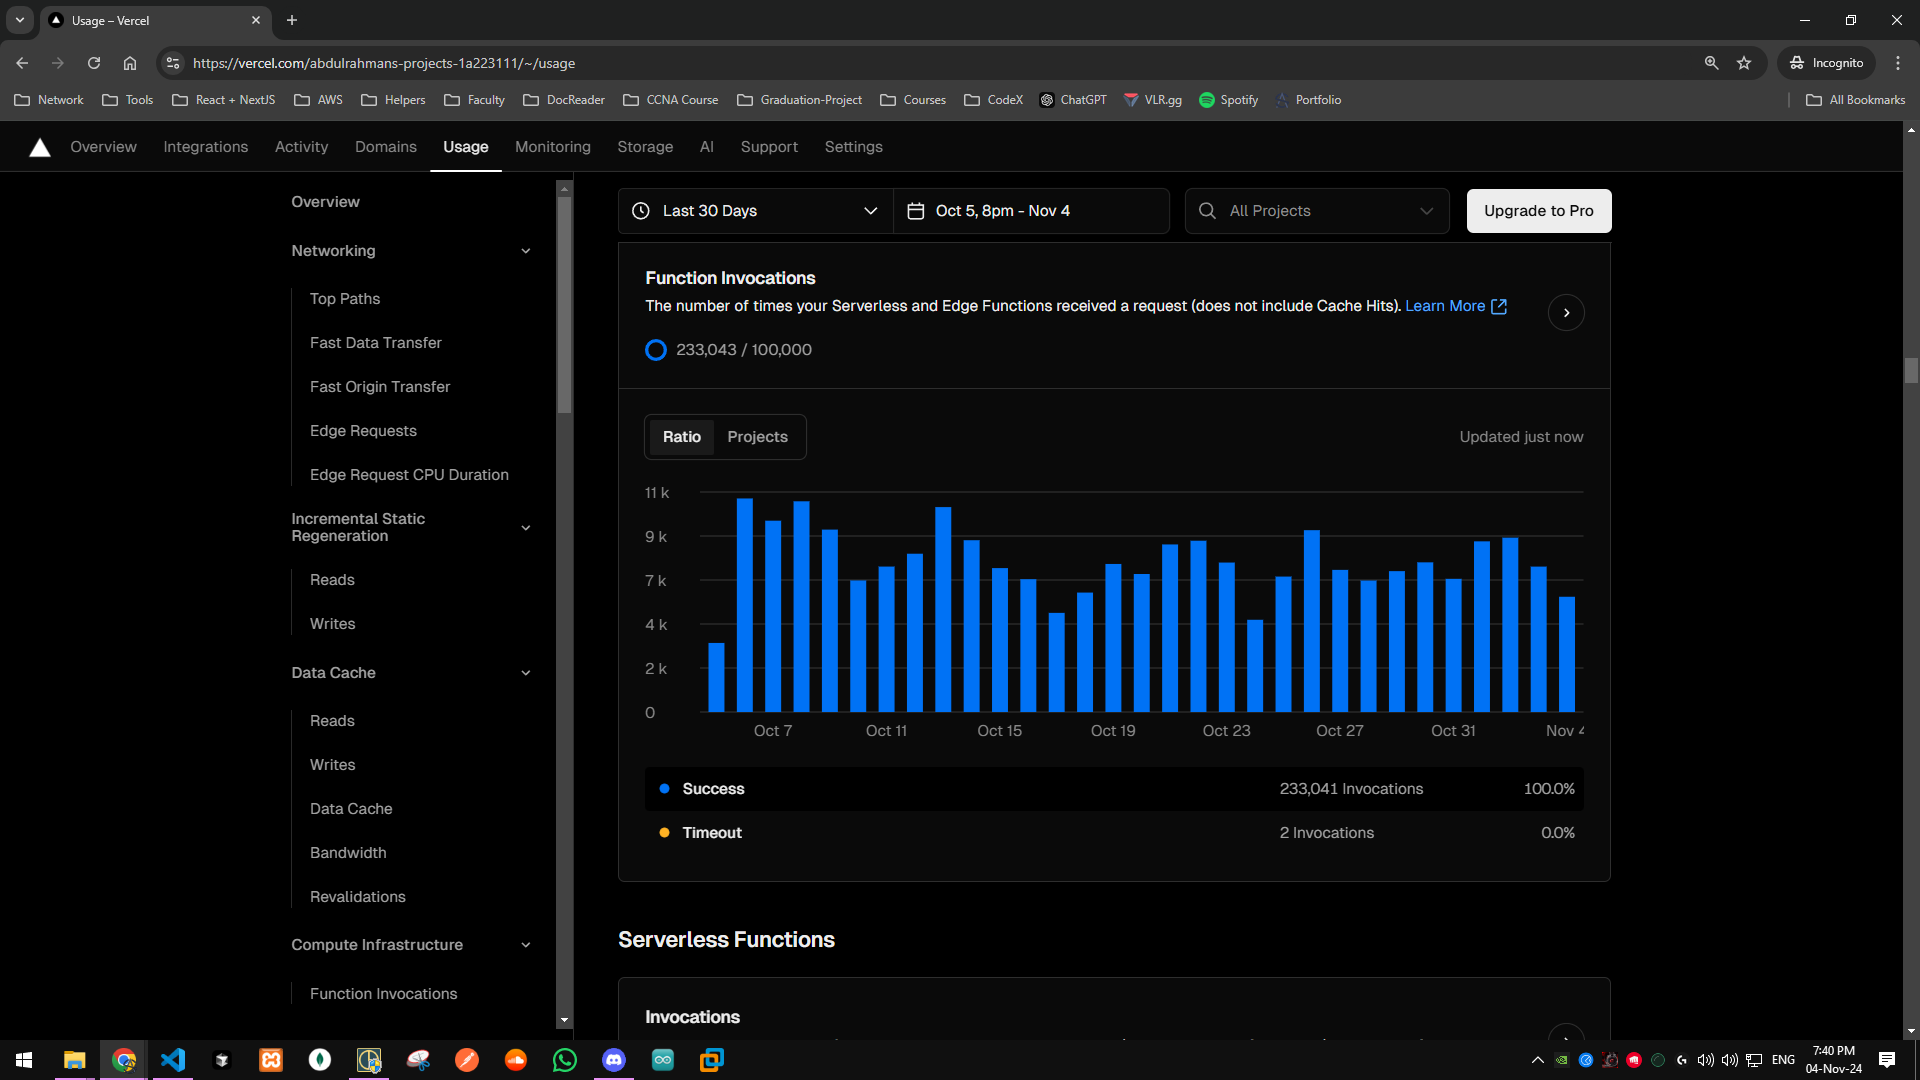 Usage – Vercel
https://vercel.com/abdulrahmans-projects-1a223111/~/usage
Incognito
Network
Tools
React + NextJS
AWS
Helpers
Faculty
DocReader
CCNA Course
Graduation-Project
Courses
CodeX
ChatGPT
VLR.gg
Spotify
Portfolio
All Bookmarks
Overview
Integrations
Activity
Domains
Usage
Monitoring
Storage
AI
Support
Settings
Overview
Networking
Top Paths
Fast Data Transfer
Fast Origin Transfer
Edge Requests
Edge Request CPU Duration
Incremental Static
Regeneration
Reads
Writes
Data Cache
Reads
Writes
Data Cache
Bandwidth
Revalidations
Compute Infrastructure
Function Invocations
Last 30 Days
Oct 5, 8pm - Nov 4
All Projects
Upgrade to Pro
Function Invocations
The number of times your Serverless and Edge Functions received a request (does not include Cache Hits). Learn More
233,043 / 100,000
Ratio
Projects
Updated just now
11 k
9 k
7 k
4 k
2 k
0
Oct 7
Oct 11
Oct 15
Oct 19
Oct 23
Oct 27
Oct 31
Nov 4
Success
233,041 Invocations
100.0%
Timeout
2 Invocations
0.0%
Serverless Functions
Invocations
ENG
7:40 PM
04-Nov-24